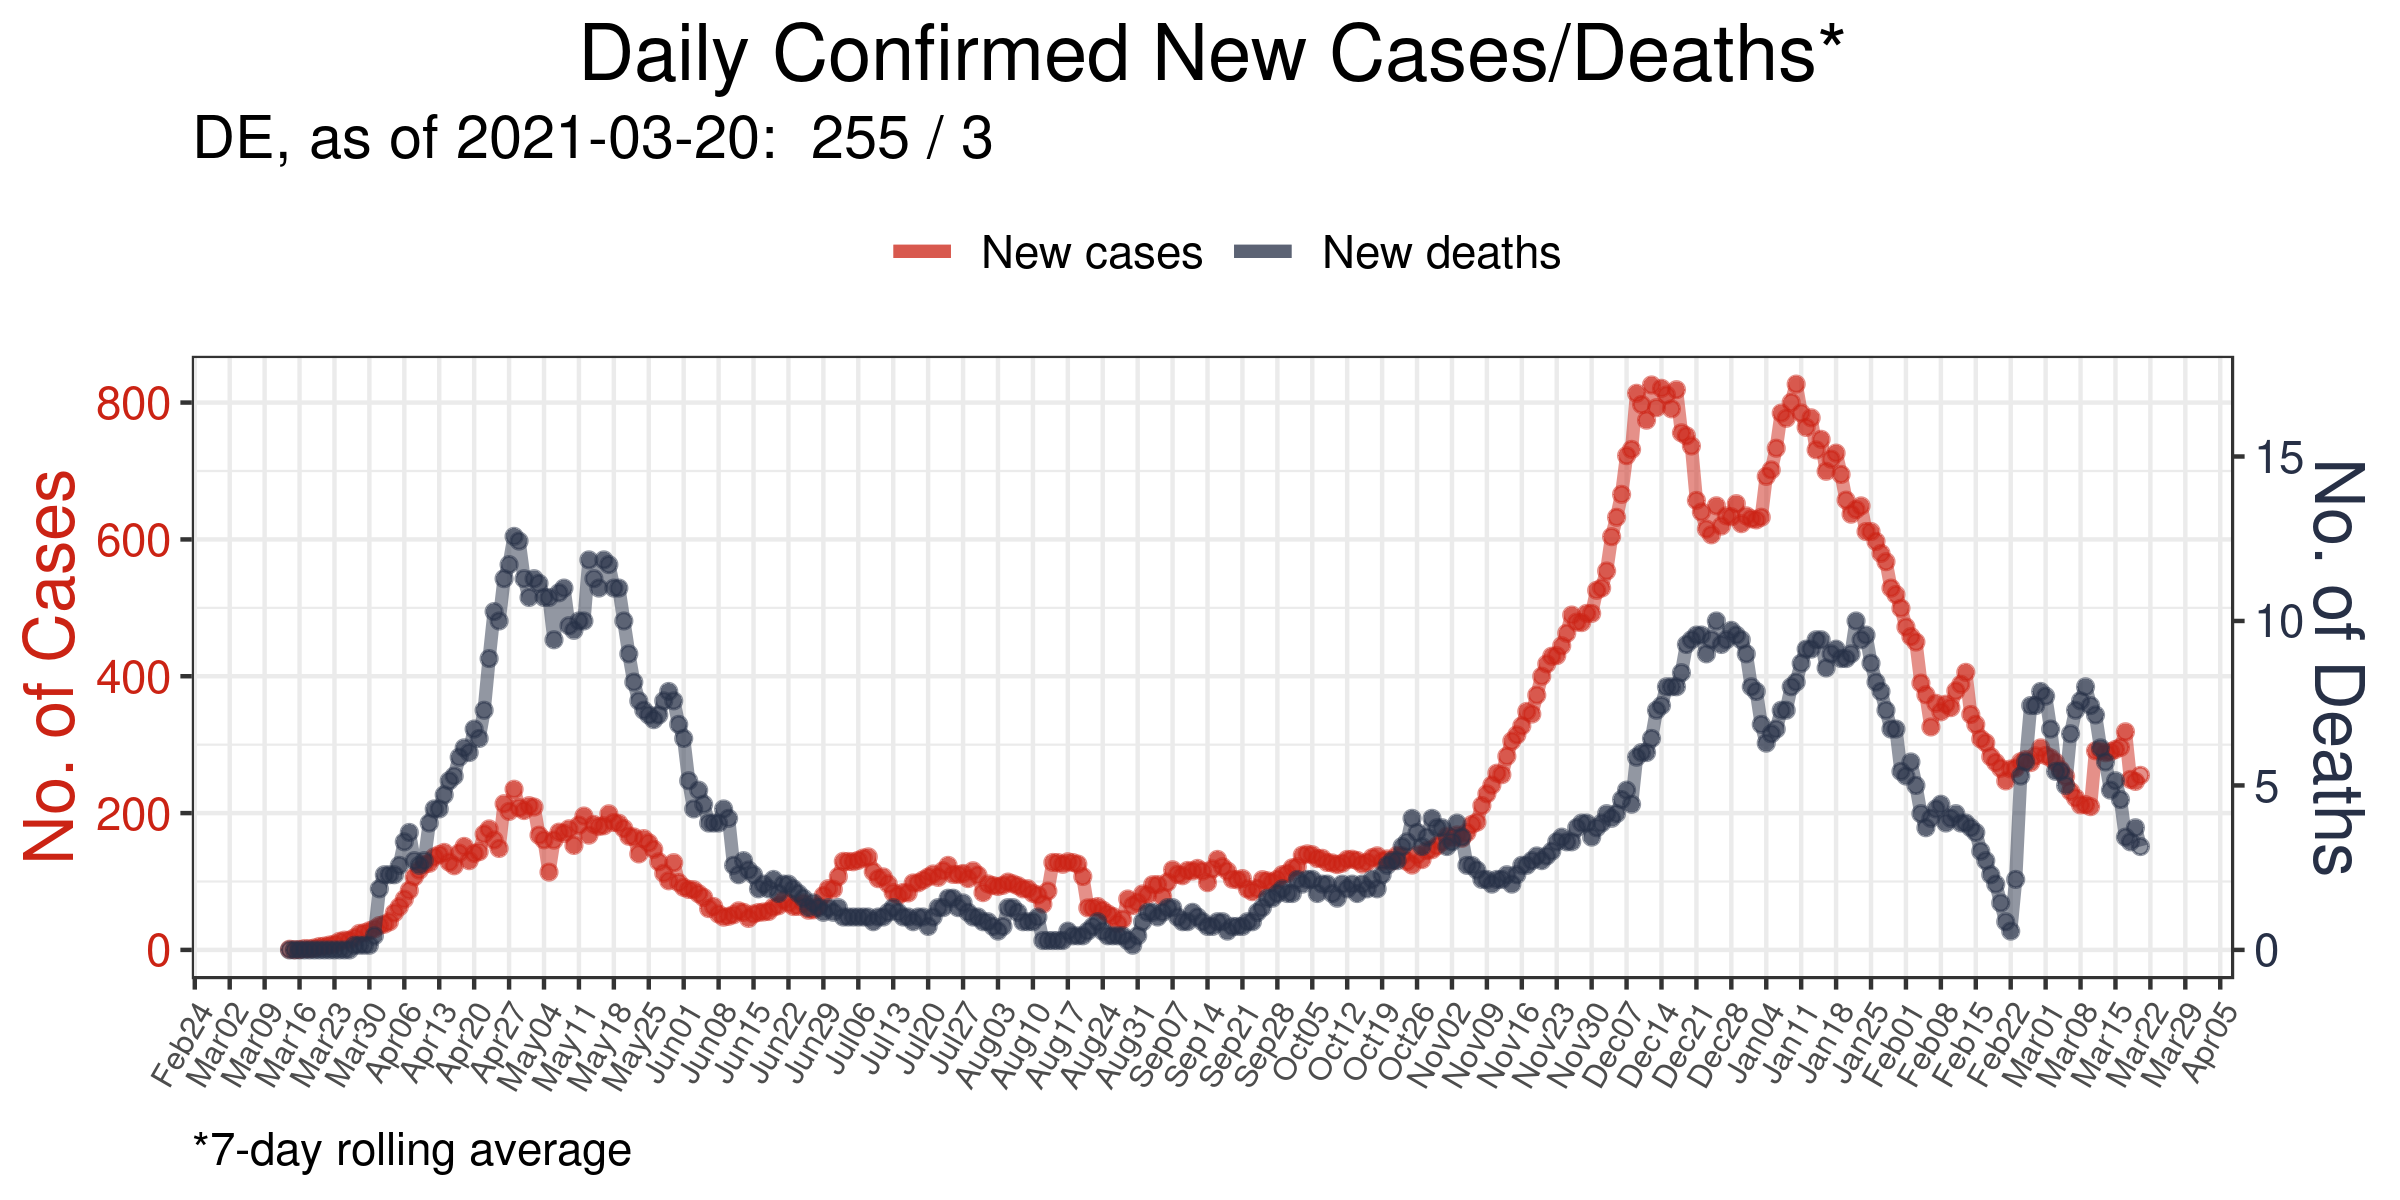 Daily Confirmed New Cases/Deaths*
DE, as of 2021-03-20:  255 / 3
New cases
New deaths
No. of Cases
800
600
400
200
0
15
10
5
0
No. of Deaths
Feb24
Mar02
Mar09
Mar16
Mar23
Mar30
Apr06
Apr13
Apr20
Apr27
May04
May11
May18
May25
Jun01
Jun08
Jun15
Jun22
Jun29
Jul06
Jul13
Jul20
Jul27
Aug03
Aug10
Aug17
Aug24
Aug31
Sep07
Sep14
Sep21
Sep28
Oct05
Oct12
Oct19
Oct26
Nov02
Nov09
Nov16
Nov23
Nov30
Dec07
Dec14
Dec21
Dec28
Jan04
Jan11
Jan18
Jan25
Feb01
Feb08
Feb15
Feb22
Mar01
Mar08
Mar15
Mar22
Mar29
Apr05
*7-day rolling average